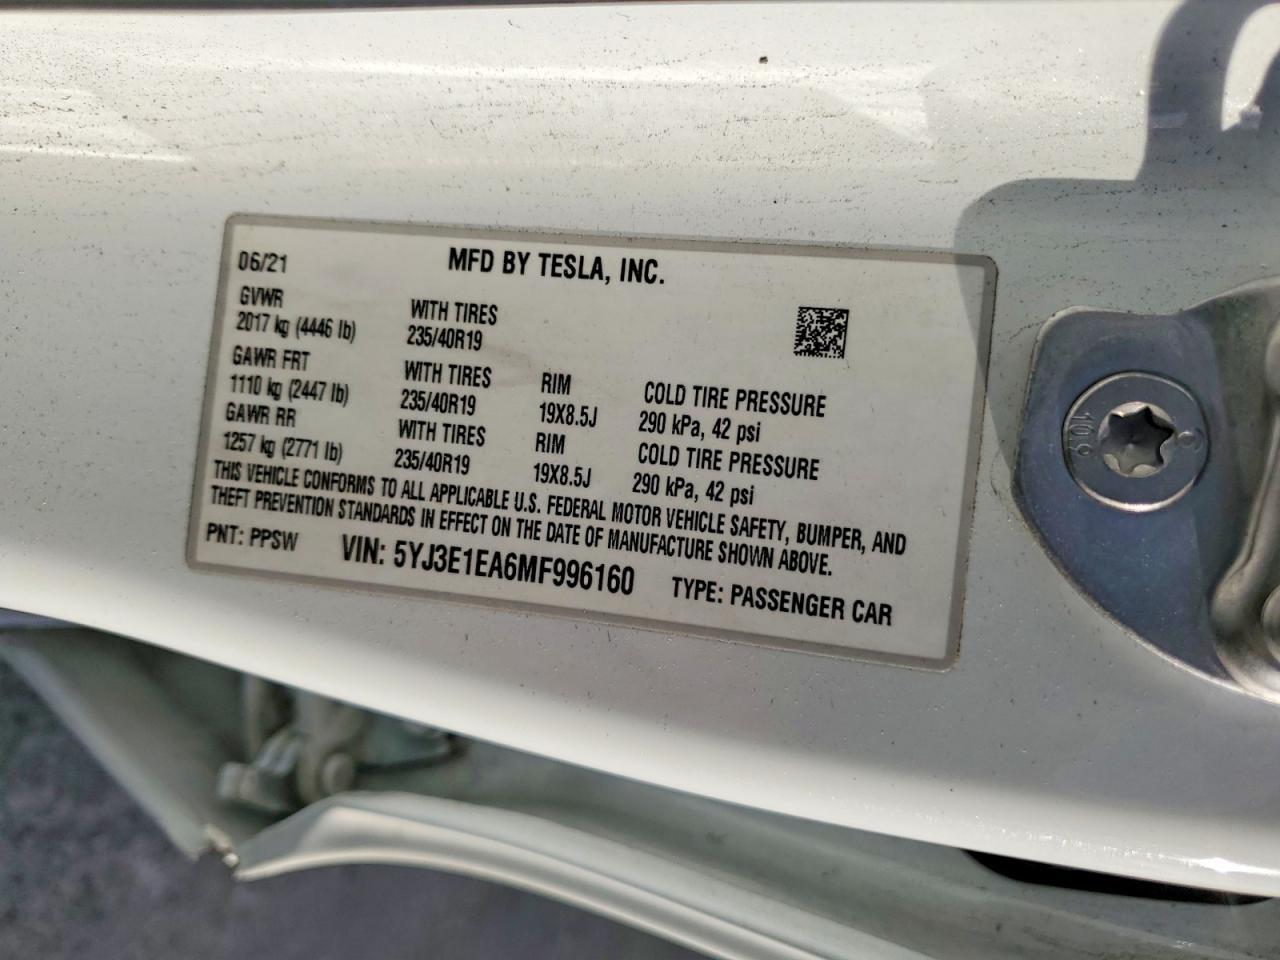 06/21 MFD BY TESLA, INC.
GVWR WITH TIRES
2017 kg (4446 lb) 235/40R19
GAWR FRT WITH TIRES RIM COLD TIRE PRESSURE
1110 kg (2447 lb) 235/40R19 19X8.5J 290 kPa, 42 psi
GAWR RR WITH TIRES RIM COLD TIRE PRESSURE
1257 kg (2771 lb) 235/40R19 19X8.5J 290 kPa, 42 psi
THIS VEHICLE CONFORMS TO ALL APPLICABLE U.S. FEDERAL MOTOR VEHICLE SAFETY, BUMPER, AND
THEFT PREVENTION STANDARDS IN EFFECT ON THE DATE OF MANUFACTURE SHOWN ABOVE.
PNT: PPSW VIN: 5YJ3E1EA6MF996160 TYPE: PASSENGER CAR
10.9